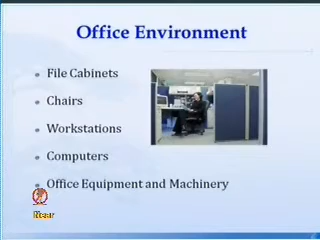 Office Environment
File Cabinets
Chairs
Workstations
Computers
Office Equipment and Machinery